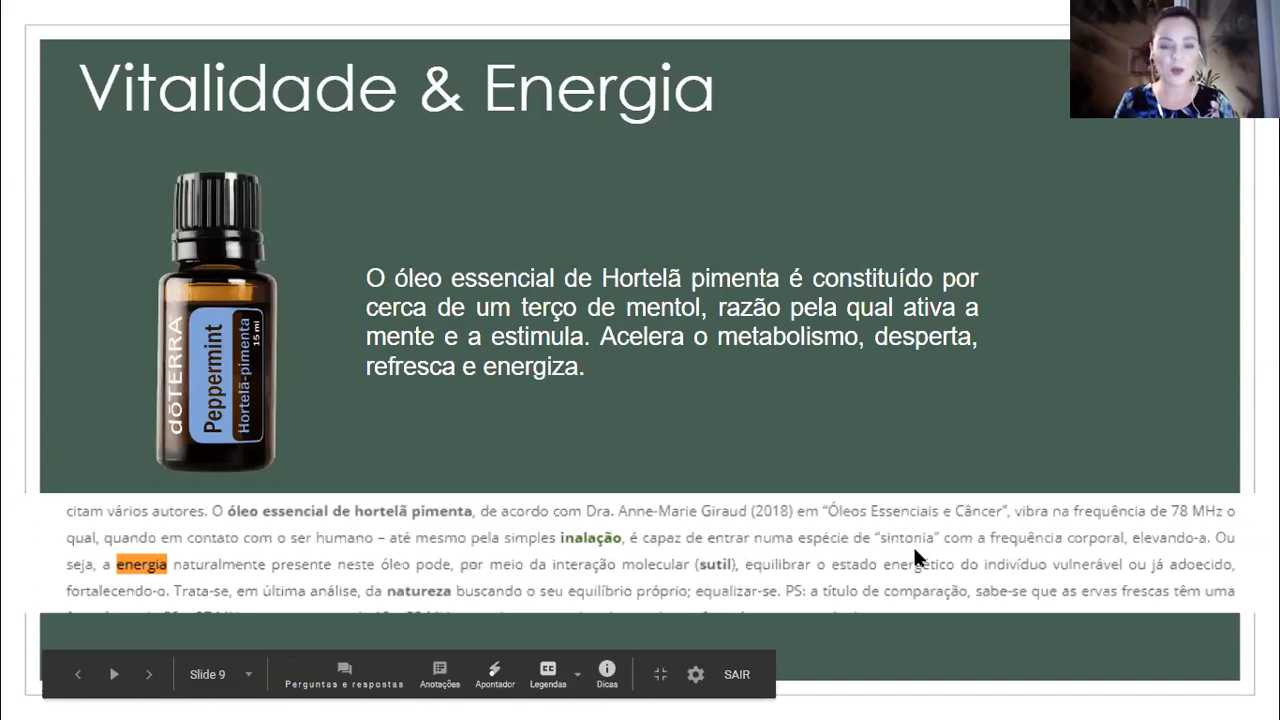 Vitalidade & Energia
dōTERRA
Peppermint
Hortelã-pimenta
15 ml
O óleo essencial de Hortelã pimenta é constituído por
cerca de um terço de mentol, razão pela qual ativa a
mente e a estimula. Acelera o metabolismo, desperta,
refresca e energiza.
citam vários autores. O óleo essencial de hortelã pimenta, de acordo com Dra. Anne-Marie Giraud (2018) em “Óleos Essenciais e Câncer”, vibra na frequência de 78 MHz o
qual, quando em contato com o ser humano – até mesmo pela simples inalação, é capaz de entrar numa espécie de “sintonia” com a frequência corporal, elevando-a. Ou
seja, a energia naturalmente presente neste óleo pode, por meio da interação molecular (sutil), equilibrar o estado energético do indivíduo vulnerável ou já adoecido,
fortalecendo-o. Trata-se, em última análise, da natureza buscando o seu equilíbrio próprio; equalizar-se. PS: a título de comparação, sabe-se que as ervas frescas têm uma
Slide 9
Perguntas e respostas
Anotações
Apontador
CC
Legendas
Dicas
SAIR